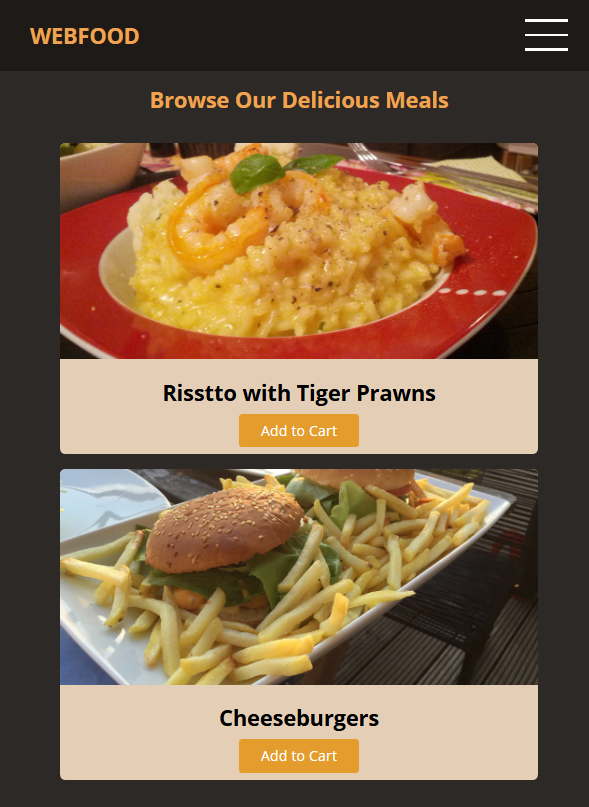 WEBFOOD
Browse Our Delicious Meals
Risstto with Tiger Prawns
Add to Cart
Cheeseburgers
Add to Cart